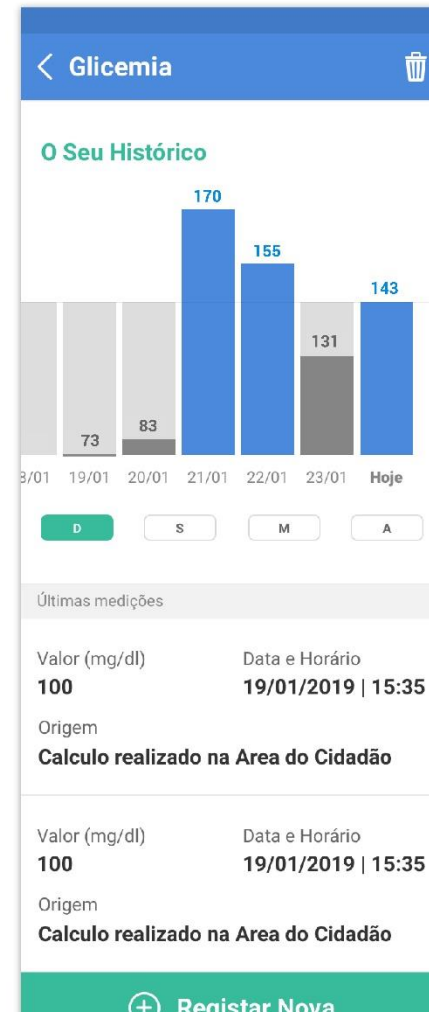 Glicemia
O Seu Histórico
170
155
143
131
83
73
8/01 19/01 20/01 21/01 22/01 23/01 Hoje
D S M A
Últimas medições
Valor (mg/dl) Data e Horário
100 19/01/2019 | 15:35
Origem
Calculo realizado na Area do Cidadão
Valor (mg/dl) Data e Horário
100 19/01/2019 | 15:35
Origem
Calculo realizado na Area do Cidadão
Registar Nova